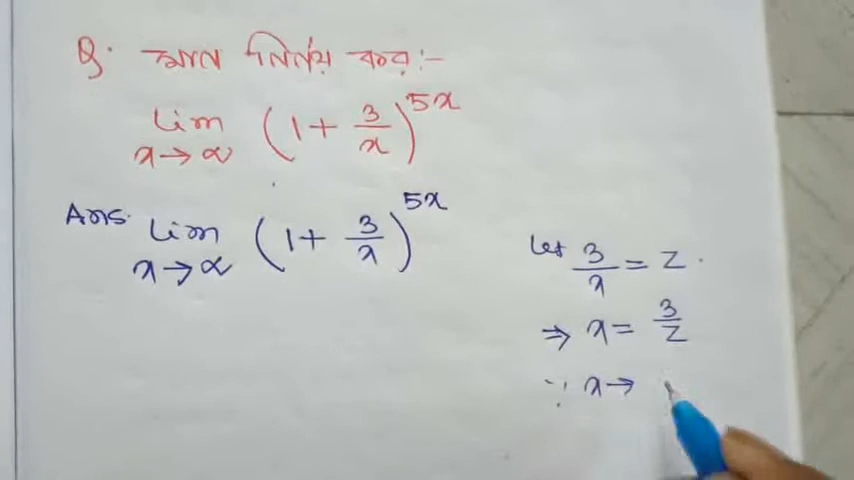 Q. মান নির্ণয় কর :-
lim x→∞ (1 + 3/x)^5x
Ans. lim x→∞ (1 + 3/x)^5x
Let 3/x = z.
⇒ x = 3/z
∵ x →